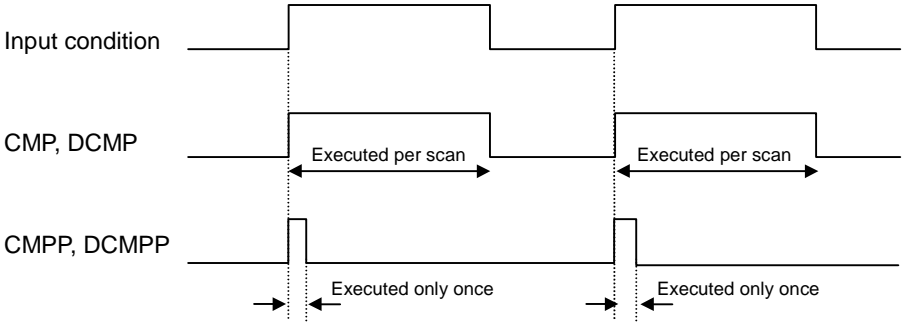 Input condition
CMP, DCMP
Executed per scan
Executed per scan
CMPP, DCMPP
Executed only once
Executed only once